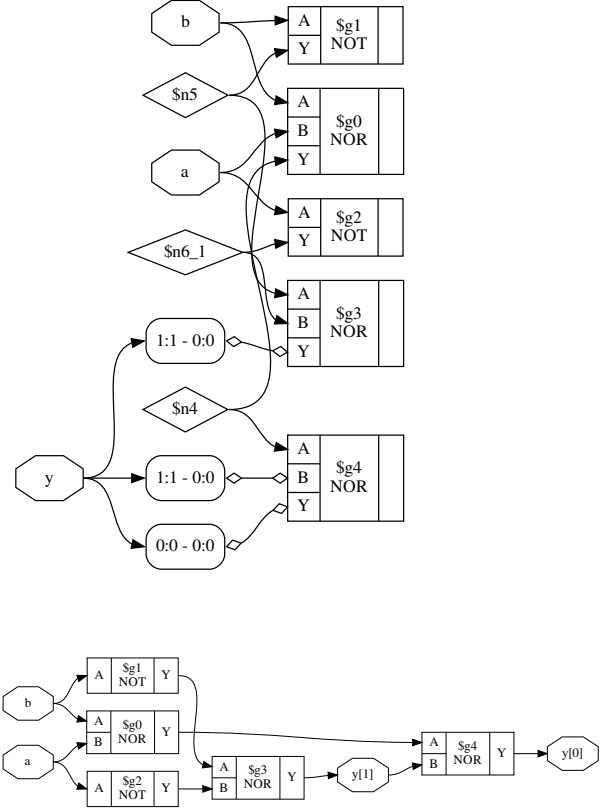 b
A
Y
$g1
NOT
$n5
A
B
Y
$g0
NOR
a
A
Y
$g2
NOT
$n6_1
A
B
Y
$g3
NOR
1:1 - 0:0
$n4
A
B
Y
$g4
NOR
y
1:1 - 0:0
0:0 - 0:0
b
a
A
$g1
NOT
Y
A
B
$g0
NOR
Y
A
$g2
NOT
Y
A
B
$g3
NOR
Y
y[1]
A
B
$g4
NOR
Y
y[0]